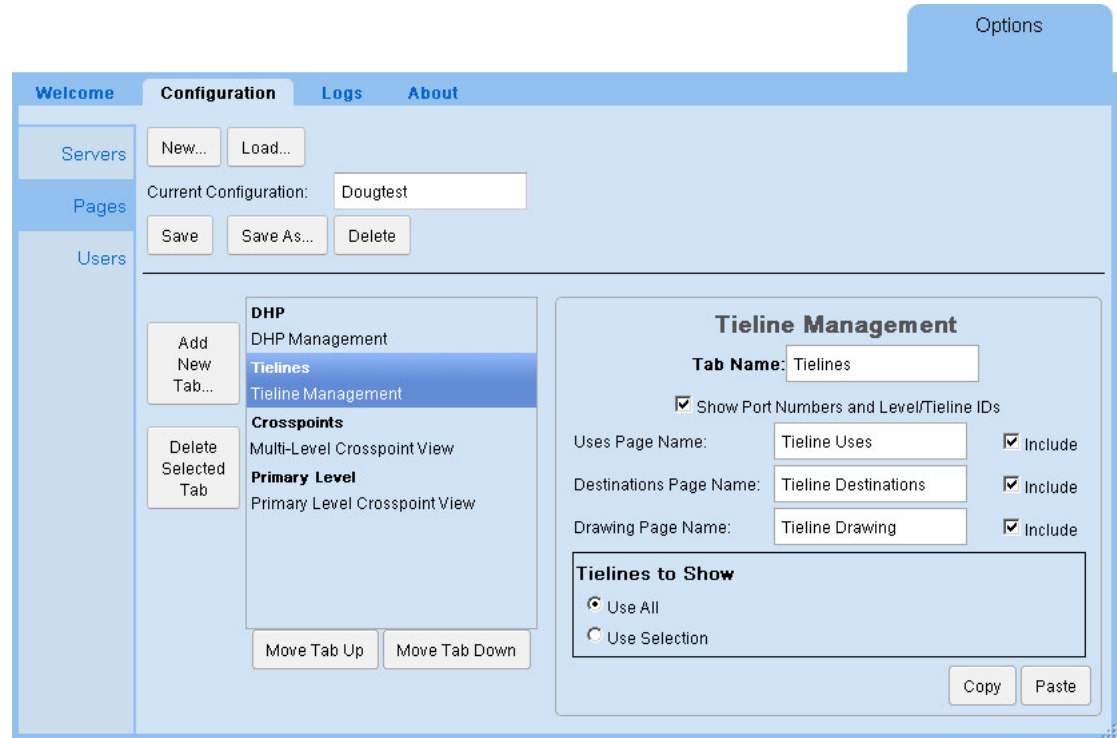 Options
Welcome Configuration Logs About
Servers
Pages
Users
New... Load...
Current Configuration: Dougtest
Save Save As... Delete
Add
New
Tab...
Delete
Selected
Tab
DHP
DHP Management
Tielines
Tieline Management
Crosspoints
Multi-Level Crosspoint View
Primary Level
Primary Level Crosspoint View
Move Tab Up Move Tab Down
Tieline Management
Tab Name: Tielines
Show Port Numbers and Level/Tieline IDs
Uses Page Name: Tieline Uses Include
Destinations Page Name: Tieline Destinations Include
Drawing Page Name: Tieline Drawing Include
Tielines to Show
Use All
Use Selection
Copy Paste